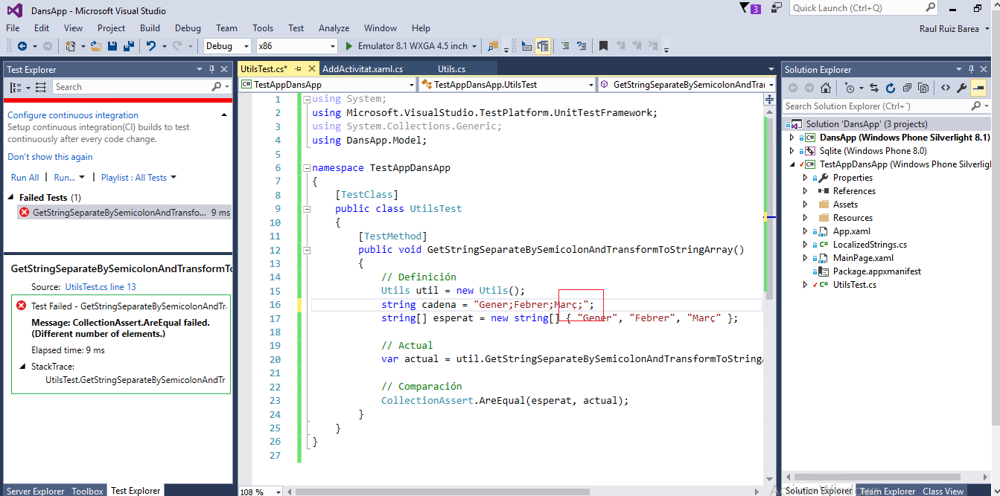 DansApp - Microsoft Visual Studio
3
Quick Launch (Ctrl+Q)
File Edit View Project Build Debug Team Tools Test Analyze Window Help
Raul Ruiz Barea
Debug x86 Emulator 8.1 WXGA 4.5 inch
Test Explorer
Search
Configure continuous integration
Setup continuous integration(CI) builds to test
continuously after every code change.
Don't show this again
Run All | Run... | Playlist : All Tests
Failed Tests (1)
GetStringSeparateBySemicolonAndTransfo... 9 ms
GetStringSeparateBySemicolonAndTransformTo
Source: UtilsTest.cs line 13
Test Failed - GetStringSeparateBySemicolonAndTra
Message: CollectionAssert.AreEqual failed.
(Different number of elements.)
Elapsed time: 9 ms
StackTrace:
UtilsTest.GetStringSeparateBySemicolonAndTr
Server Explorer Toolbox Test Explorer
UtilsTest.cs* AddActivitat.xaml.cs Utils.cs
TestAppDansApp TestAppDansApp.UtilsTest GetStringSeparateBySemicolonAndTrar
1 using System;
2 using Microsoft.VisualStudio.TestPlatform.UnitTestFramework;
3 using System.Collections.Generic;
4 using DansApp.Model;
5
6 namespace TestAppDansApp
7 {
8 [TestClass]
9 public class UtilsTest
10 {
11 [TestMethod]
12 public void GetStringSeparateBySemicolonAndTransformToStringArray()
13 {
14 // Definición
15 Utils util = new Utils();
16 string cadena = "Gener;Febrer;Març;";
17 string[] esperat = new string[] { "Gener", "Febrer", "Març" };
18
19 // Actual
20 var actual = util.GetStringSeparateBySemicolonAndTransformToStringA
21
22 // Comparación
23 CollectionAssert.AreEqual(esperat, actual);
24 }
25 }
26 }
27
108 %
Solution Explorer
Search Solution Explorer (Ctrl+´)
Solution 'DansApp' (3 projects)
DansApp (Windows Phone Silverlight 8.1)
Sqlite (Windows Phone 8.0)
TestAppDansApp (Windows Phone Silverlig
Properties
References
Assets
Resources
App.xaml
LocalizedStrings.cs
MainPage.xaml
Package.appxmanifest
UtilsTest.cs
Solution Explorer Team Explorer Class View